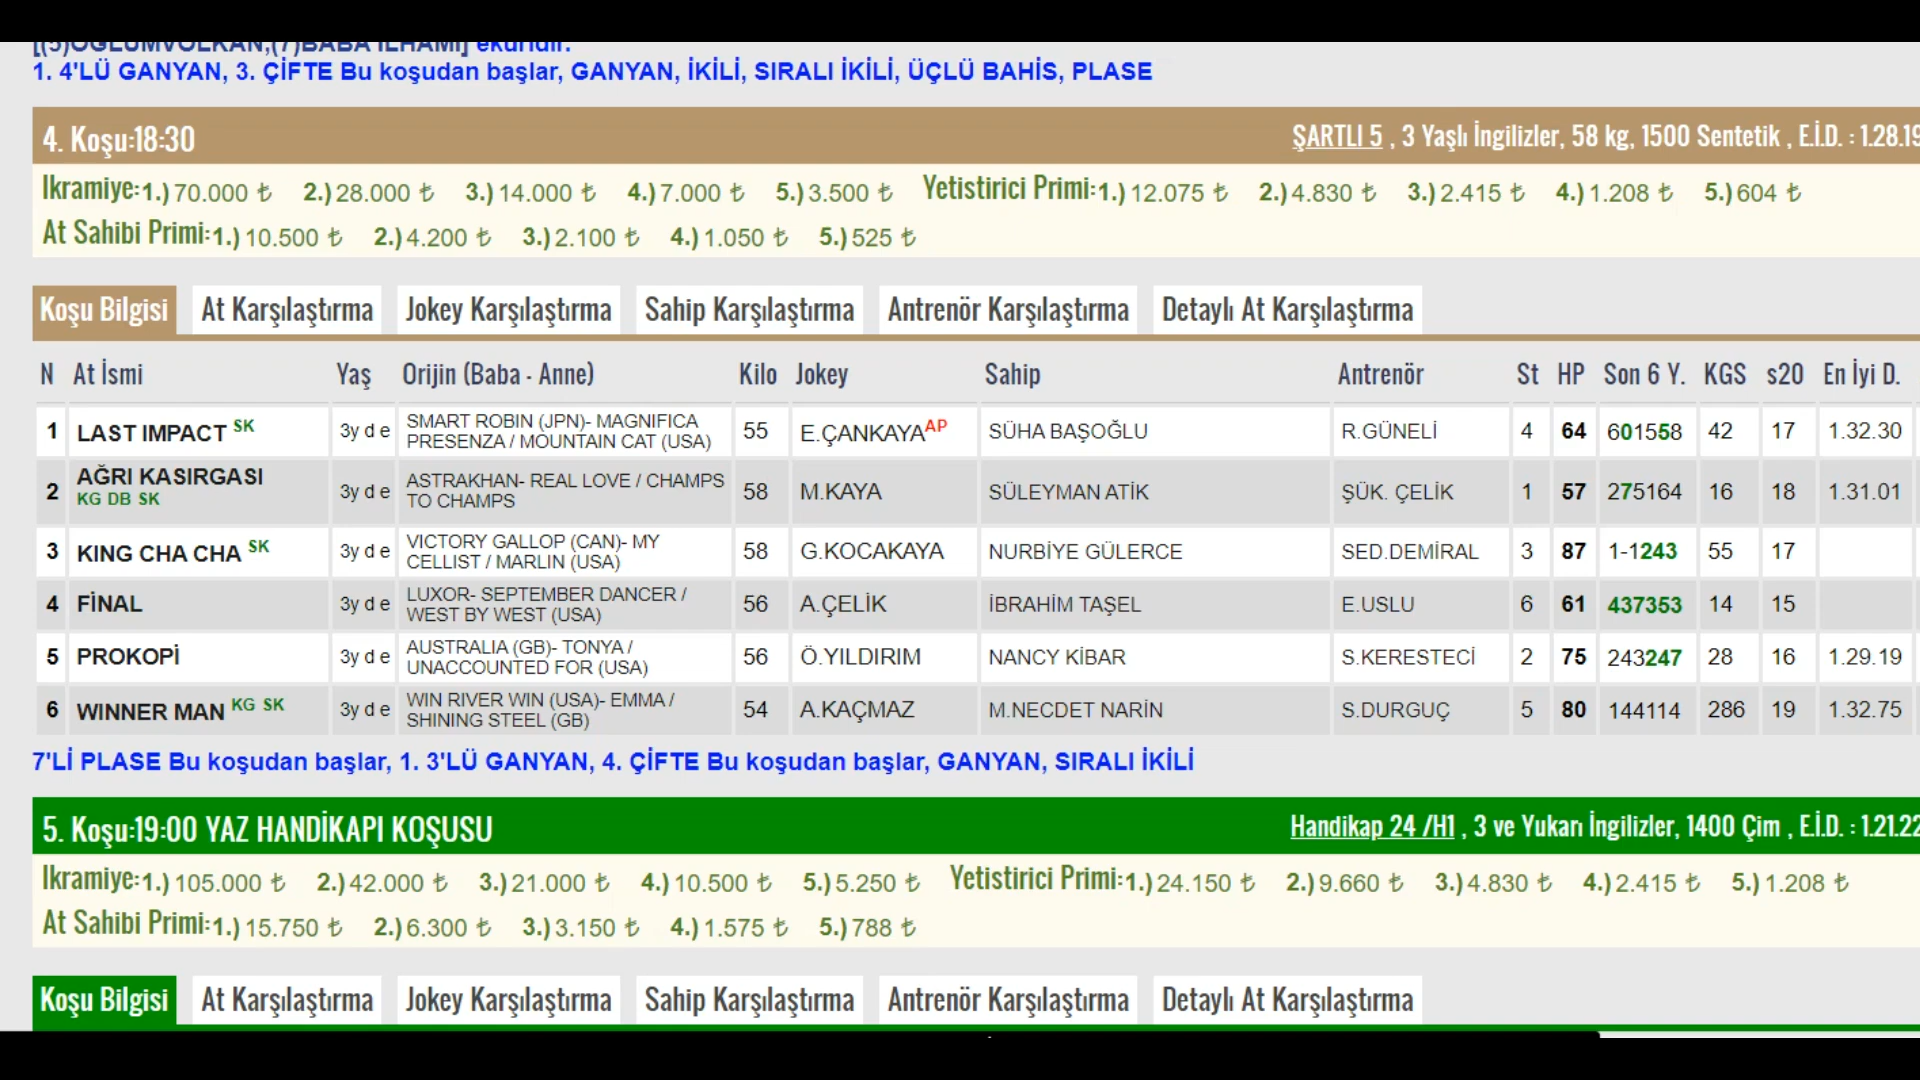 [(5)OĞLUMVOLKAN,(7)BABA İLHAMİ] eküridir.
1. 4'LÜ GANYAN, 3. ÇİFTE Bu koşudan başlar, GANYAN, İKİLİ, SIRALI İKİLİ, ÜÇLÜ BAHİS, PLASE
4. Koşu:18:30 ŞARTLI 5 , 3 Yaşlı İngilizler, 58 kg, 1500 Sentetik , E.İ.D. : 1.28.19
Ikramiye:1.) 70.000 ₺ 2.) 28.000 ₺ 3.) 14.000 ₺ 4.) 7.000 ₺ 5.) 3.500 ₺ Yetistirici Primi:1.) 12.075 ₺ 2.) 4.830 ₺ 3.) 2.415 ₺ 4.) 1.208 ₺ 5.) 604 ₺
At Sahibi Primi:1.) 10.500 ₺ 2.) 4.200 ₺ 3.) 2.100 ₺ 4.) 1.050 ₺ 5.) 525 ₺
Koşu Bilgisi At Karşılaştırma Jokey Karşılaştırma Sahip Karşılaştırma Antrenör Karşılaştırma Detaylı At Karşılaştırma
N At İsmi Yaş Orijin (Baba - Anne) Kilo Jokey Sahip Antrenör St HP Son 6 Y. KGS s20 En İyi D.
1 LAST IMPACT SK 3y d e SMART ROBIN (JPN)- MAGNIFICA PRESENZA / MOUNTAIN CAT (USA) 55 E.ÇANKAYA AP SÜHA BAŞOĞLU R.GÜNELİ 4 64 601558 42 17 1.32.30
2 AĞRI KASIRGASI KG DB SK 3y d e ASTRAKHAN- REAL LOVE / CHAMPS TO CHAMPS 58 M.KAYA SÜLEYMAN ATİK ŞÜK. ÇELİK 1 57 275164 16 18 1.31.01
3 KING CHA CHA SK 3y d e VICTORY GALLOP (CAN)- MY CELLIST / MARLIN (USA) 58 G.KOCAKAYA NURBİYE GÜLERCE SED.DEMİRAL 3 87 1-1243 55 17
4 FİNAL 3y d e LUXOR- SEPTEMBER DANCER / WEST BY WEST (USA) 56 A.ÇELİK İBRAHİM TAŞEL E.USLU 6 61 437353 14 15
5 PROKOPİ 3y d e AUSTRALIA (GB)- TONYA / UNACCOUNTED FOR (USA) 56 Ö.YILDIRIM NANCY KİBAR S.KERESTECİ 2 75 243247 28 16 1.29.19
6 WINNER MAN KG SK 3y d e WIN RIVER WIN (USA)- EMMA / SHINING STEEL (GB) 54 A.KAÇMAZ M.NECDET NARİN S.DURGUÇ 5 80 144114 286 19 1.32.75
7'Lİ PLASE Bu koşudan başlar, 1. 3'LÜ GANYAN, 4. ÇİFTE Bu koşudan başlar, GANYAN, SIRALI İKİLİ
5. Koşu:19:00 YAZ HANDİKAPI KOŞUSU Handikap 24 /H1 , 3 ve Yukarı İngilizler, 1400 Çim , E.İ.D. : 1.21.22
Ikramiye:1.) 105.000 ₺ 2.) 42.000 ₺ 3.) 21.000 ₺ 4.) 10.500 ₺ 5.) 5.250 ₺ Yetistirici Primi:1.) 24.150 ₺ 2.) 9.660 ₺ 3.) 4.830 ₺ 4.) 2.415 ₺ 5.) 1.208 ₺
At Sahibi Primi:1.) 15.750 ₺ 2.) 6.300 ₺ 3.) 3.150 ₺ 4.) 1.575 ₺ 5.) 788 ₺
Koşu Bilgisi At Karşılaştırma Jokey Karşılaştırma Sahip Karşılaştırma Antrenör Karşılaştırma Detaylı At Karşılaştırma